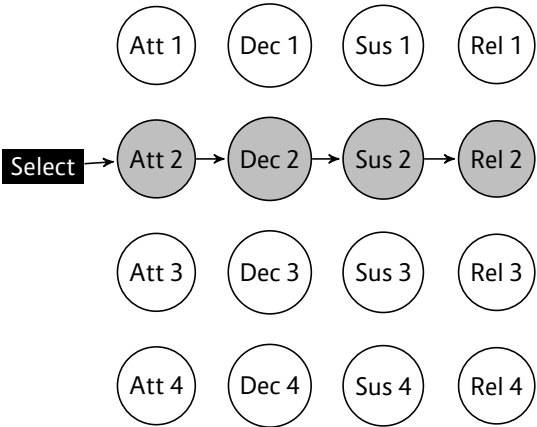 Att 1 Dec 1 Sus 1 Rel 1
Select Att 2 Dec 2 Sus 2 Rel 2
Att 3 Dec 3 Sus 3 Rel 3
Att 4 Dec 4 Sus 4 Rel 4